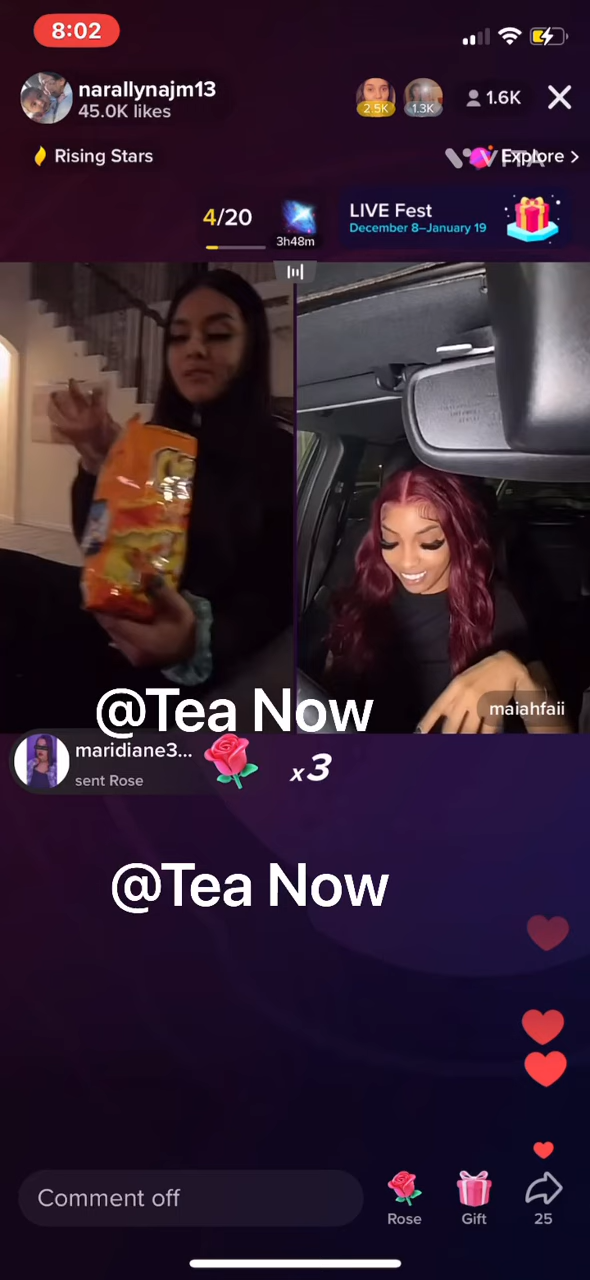 8:02
narallynajm13
45.0K likes
2.5K
1.3K
1.6K
Rising Stars
Explore >
4/20
3h48m
LIVE Fest
December 8–January 19
@Tea Now
maiahfaii
maridiane3...
sent Rose
x3
@Tea Now
Comment off
Rose
Gift
25